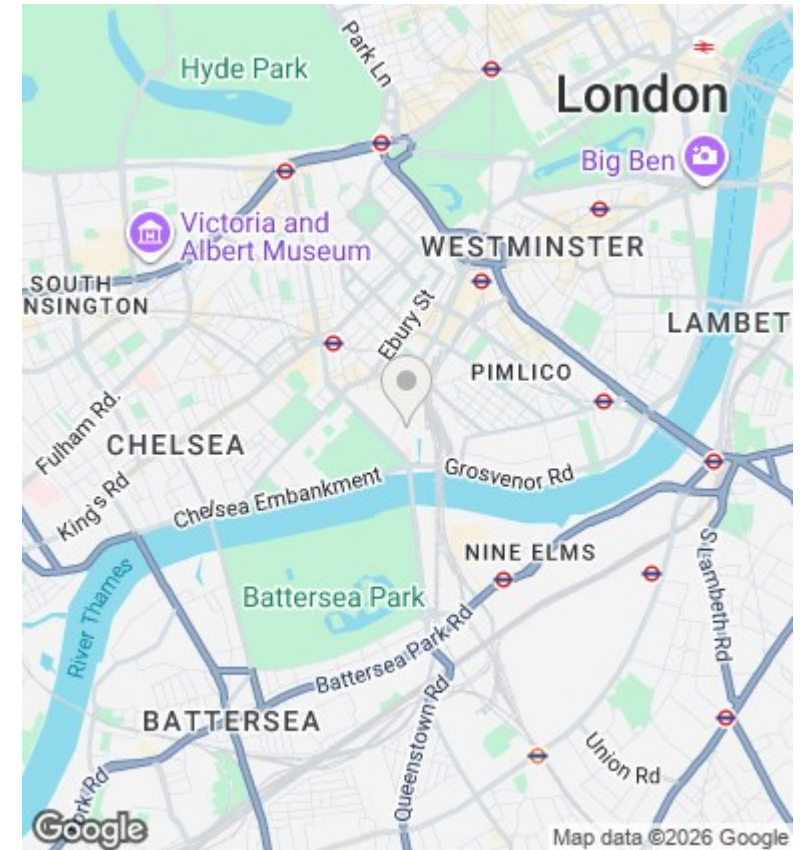 Park Ln
Hyde Park
London
Big Ben
Victoria and
Albert Museum
WESTMINSTER
SOUTH
NSINGTON
Ebury St
LAMBET
PIMLICO
Fulham Rd.
CHELSEA
King's Rd
Chelsea Embankment
Grosvenor Rd
NINE ELMS
S Lambeth Rd
River Thames
Battersea Park
Battersea Park Rd
BATTERSEA
Queenstown Rd
Union Rd
ork Rd
Google
Map data ©2026 Google